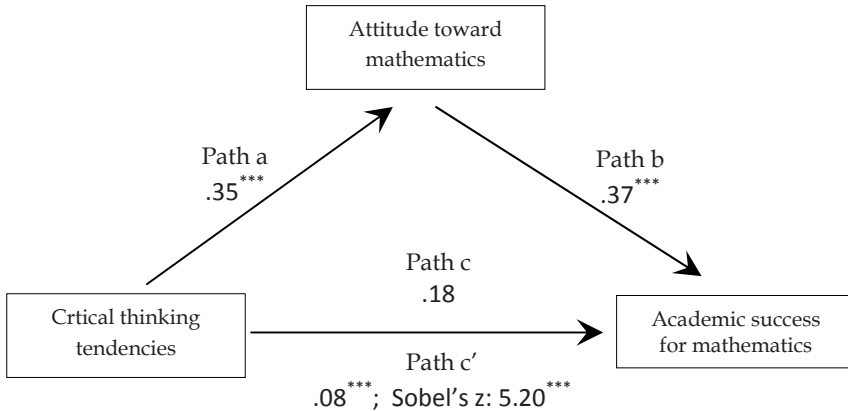 Attitude toward
mathematics
Path a
.35***
Path b
.37***
Path c
.18
Crtical thinking
tendencies
Academic success
for mathematics
Path c’
.08***; Sobel’s z: 5.20***